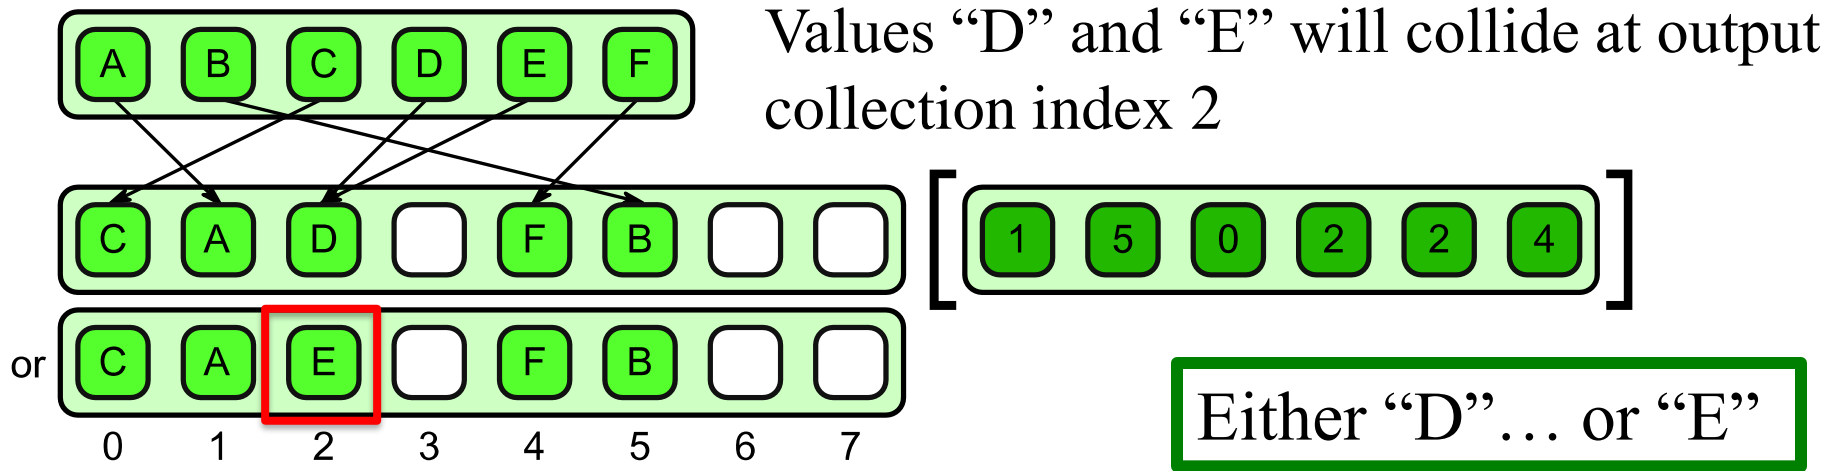 A B C D E F
Values “D” and “E” will collide at output
collection index 2
C A D F B
1 5 0 2 2 4
or C A E F B
0 1 2 3 4 5 6 7
Either “D”… or “E”